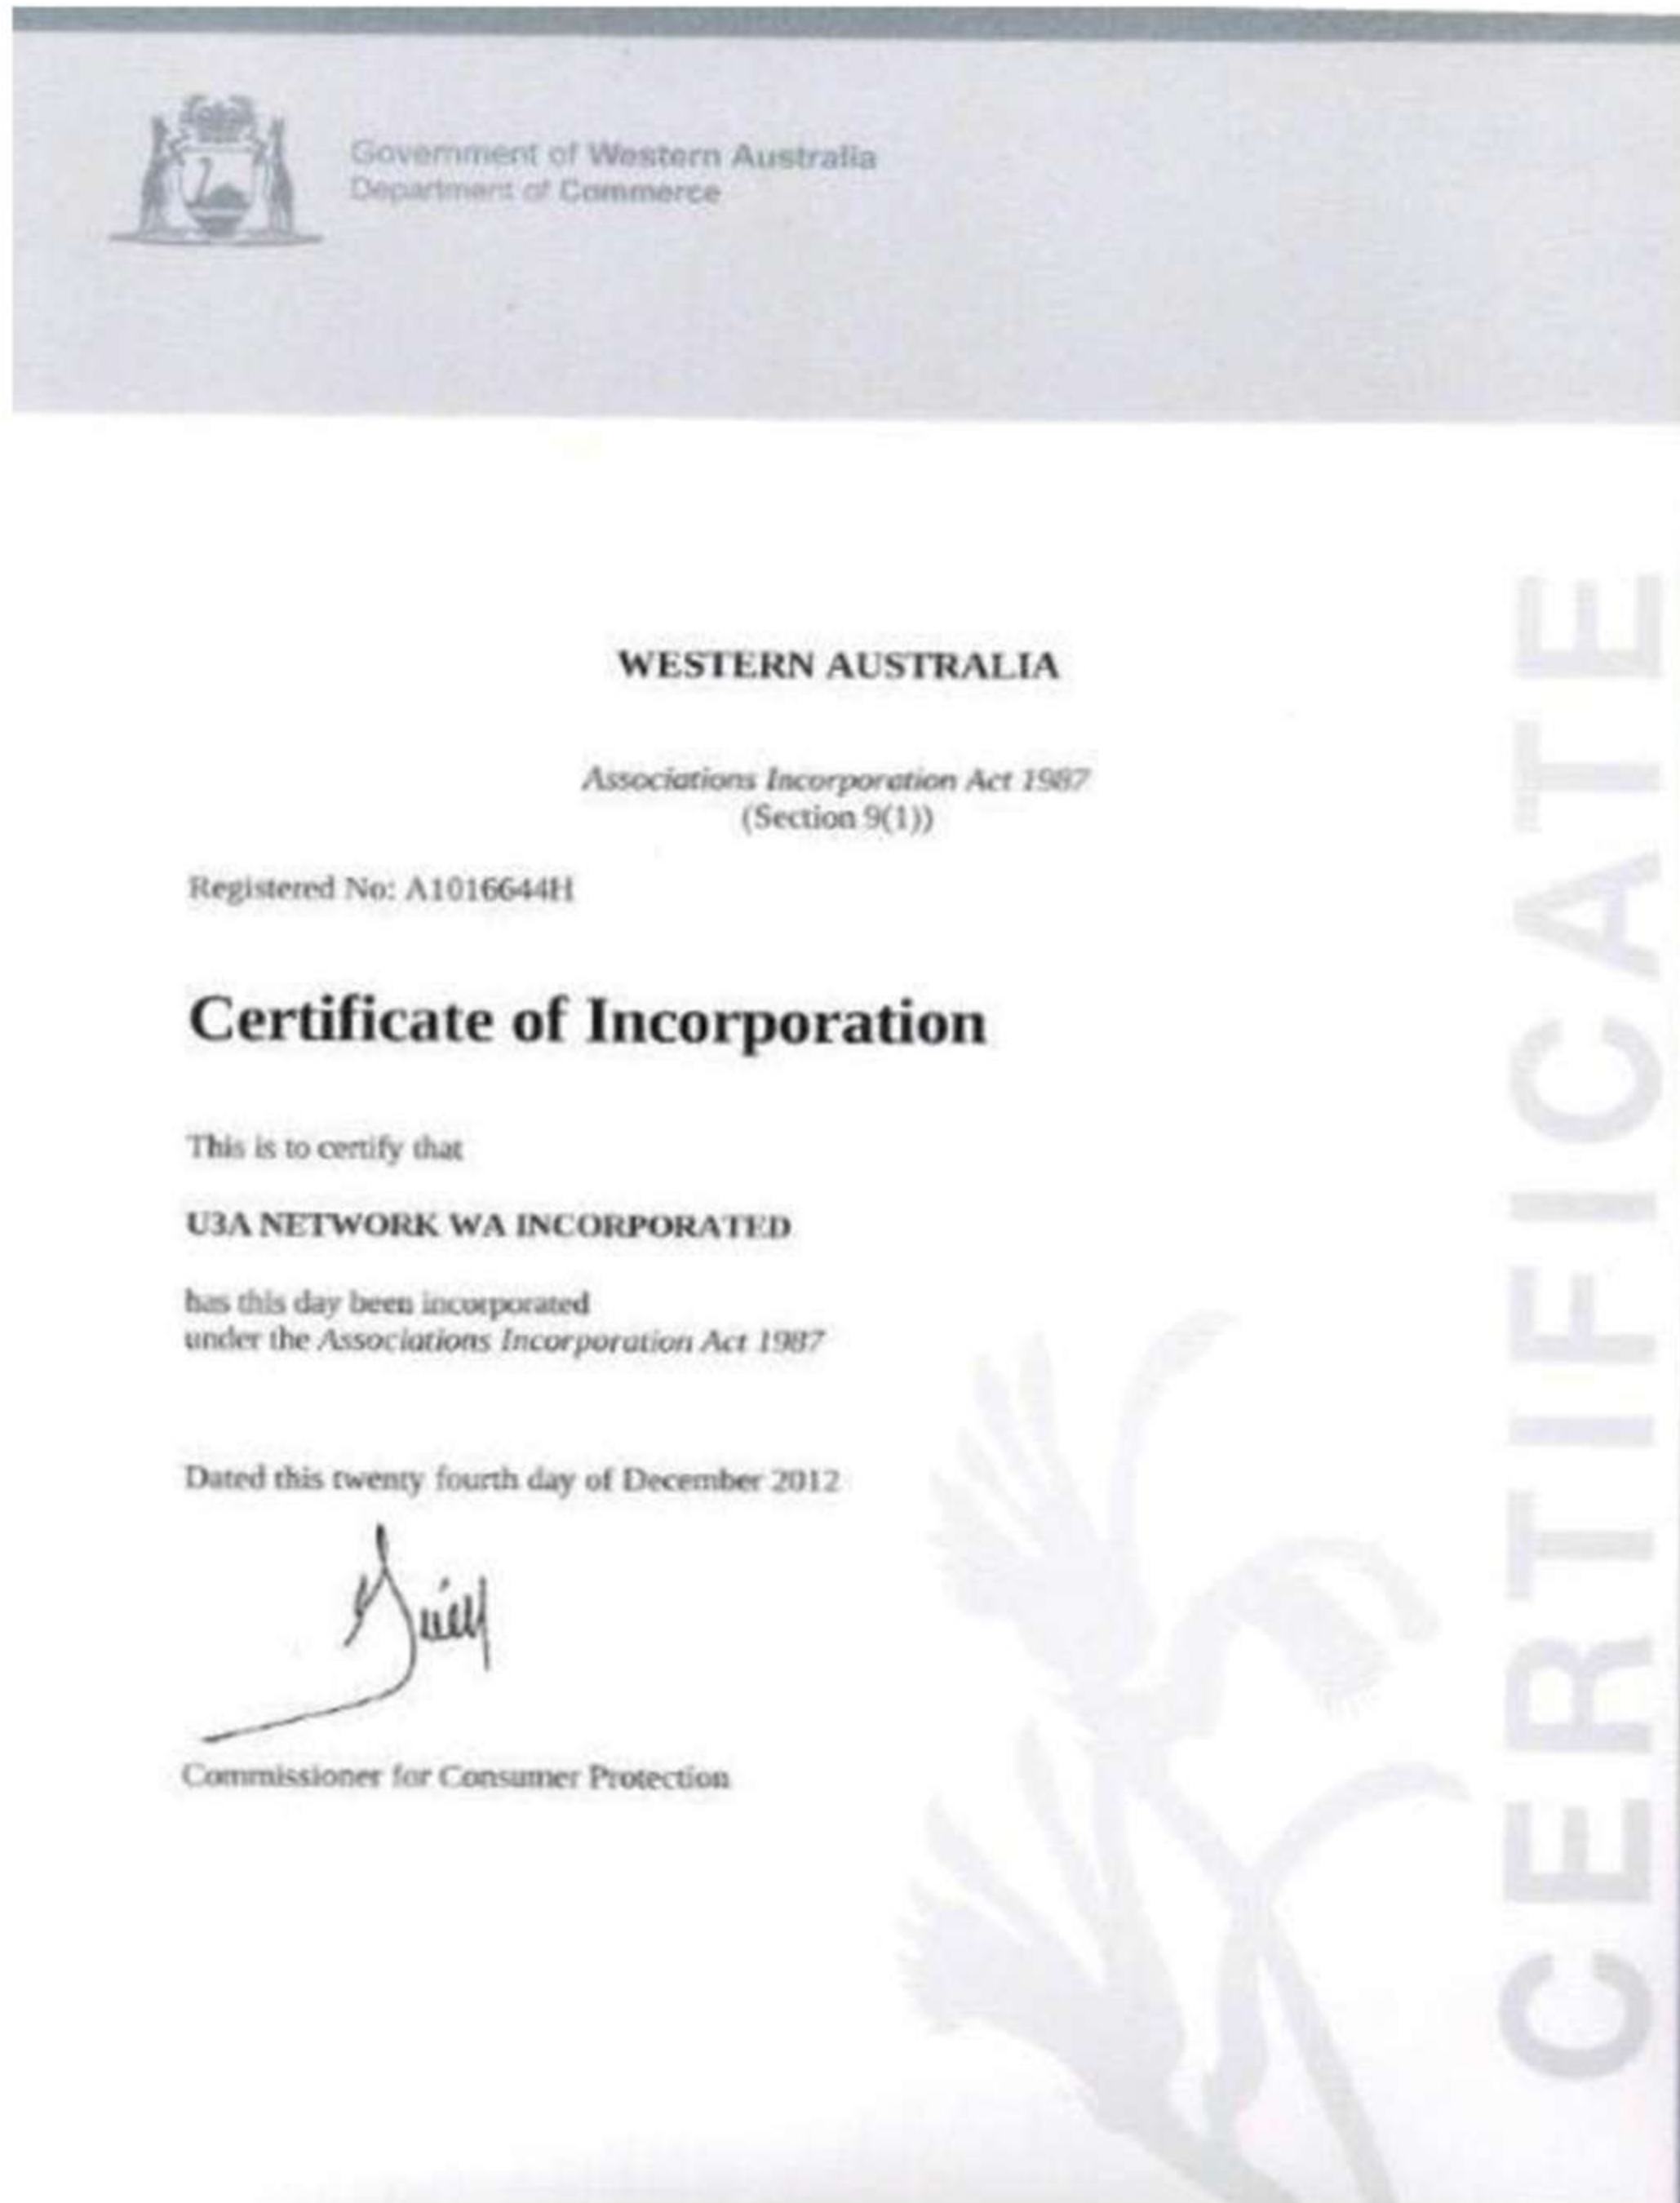 Government of Western Australia
Department of Commerce
WESTERN AUSTRALIA
Associations Incorporation Act 1987
(Section 9(1))
Registered No: A1016644H
Certificate of Incorporation
This is to certify that
U3A NETWORK WA INCORPORATED
has this day been incorporated
under the Associations Incorporation Act 1987
Dated this twenty fourth day of December 2012
Commissioner for Consumer Protection
CERTIFICATE